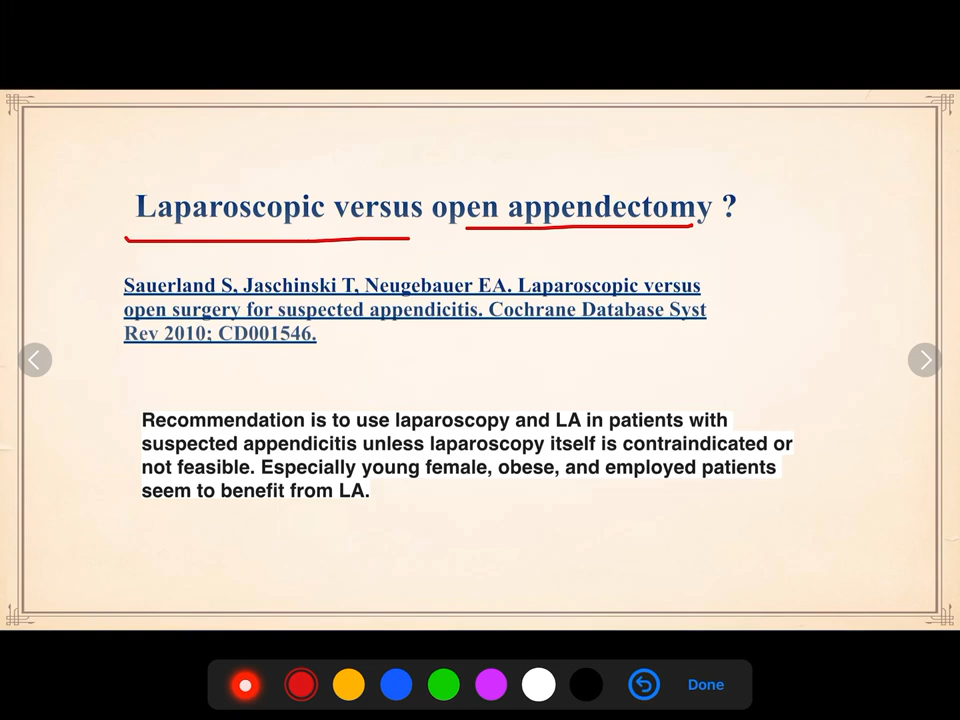 Laparoscopic versus open appendectomy ?
Sauerland S, Jaschinski T, Neugebauer EA. Laparoscopic versus
open surgery for suspected appendicitis. Cochrane Database Syst
Rev 2010; CD001546.
Recommendation is to use laparoscopy and LA in patients with
suspected appendicitis unless laparoscopy itself is contraindicated or
not feasible. Especially young female, obese, and employed patients
seem to benefit from LA.
Done